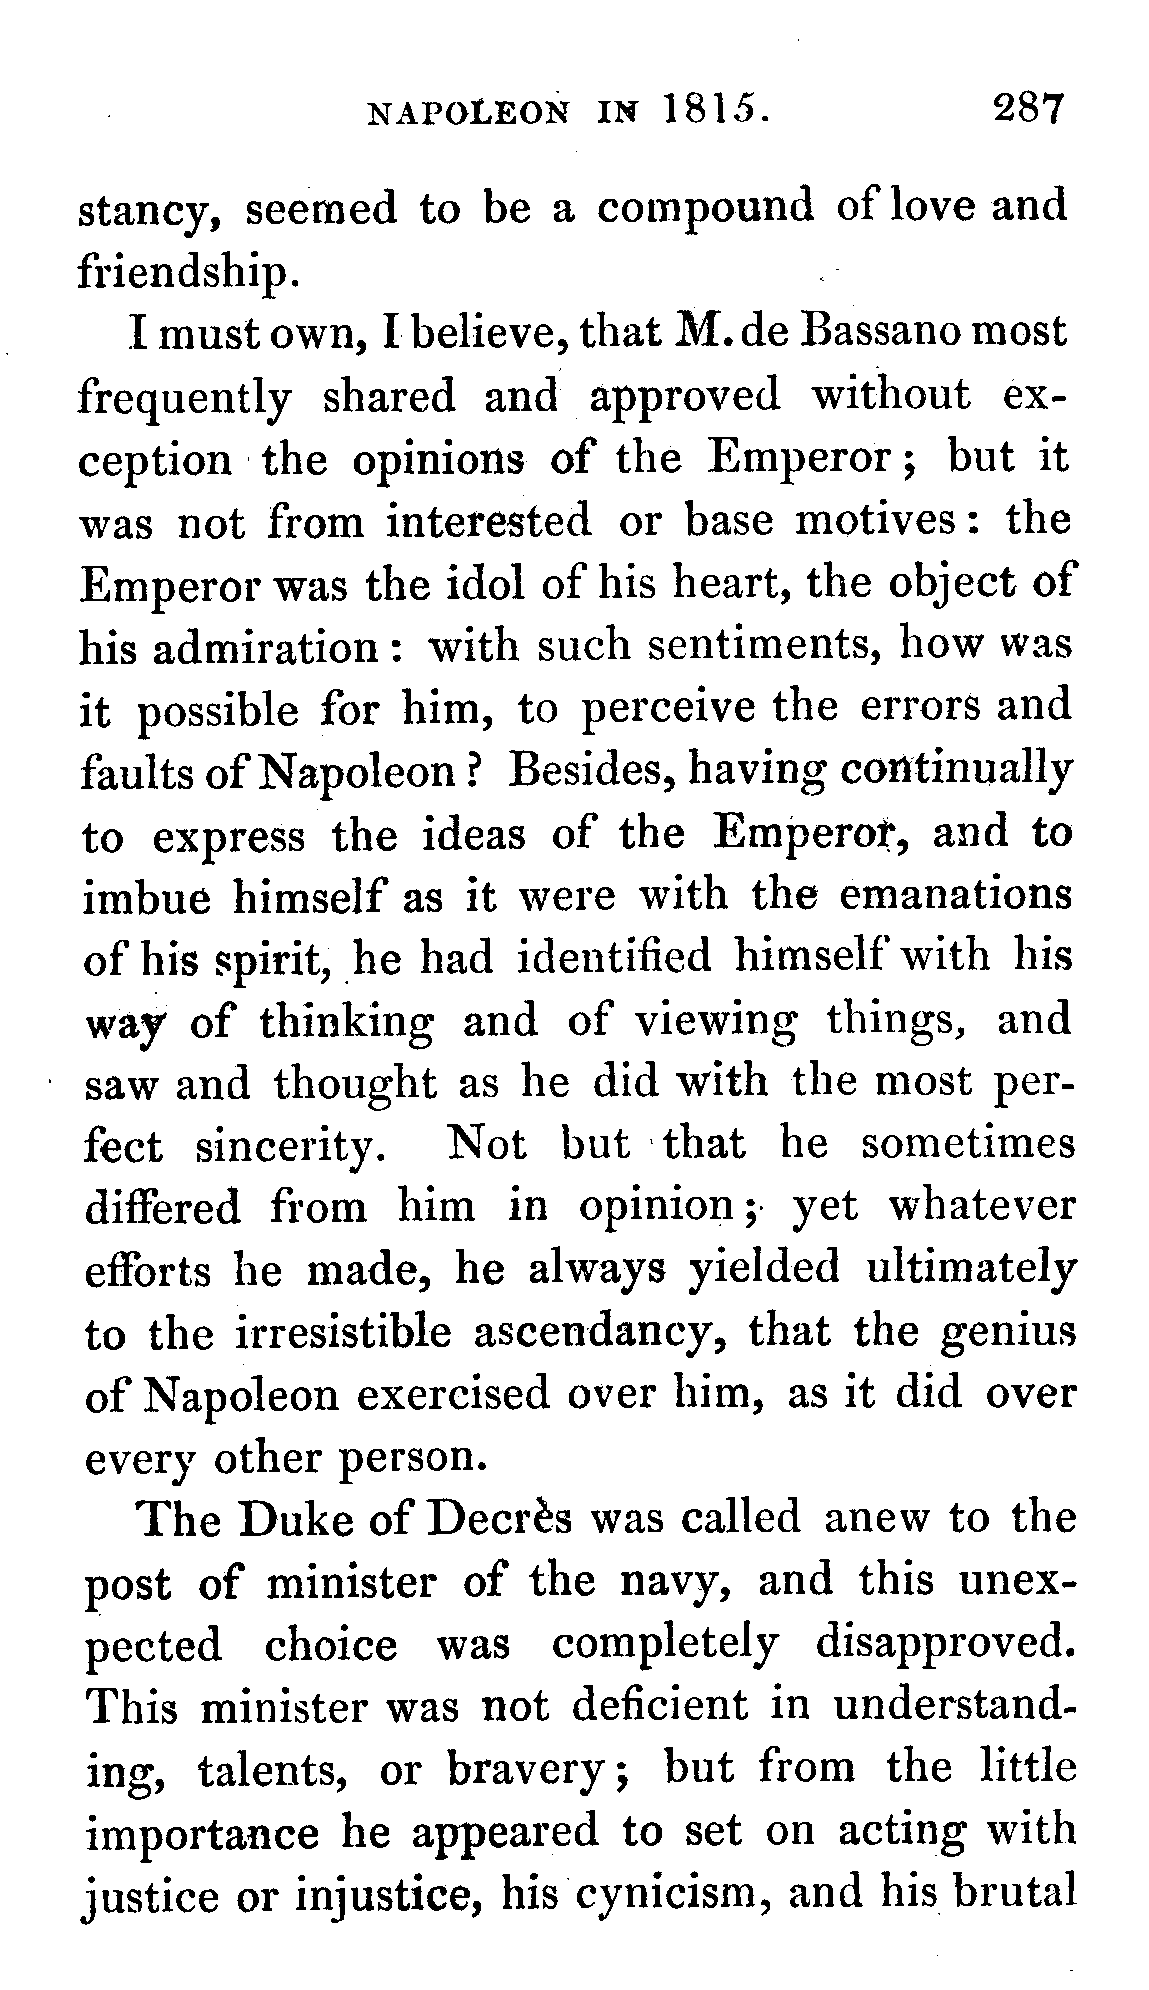 NAPOLEON IN 1815. 287
stancy, seemed to be a compound of love and
friendship.
I must own, I believe, that M. de Bassano most
frequently shared and approved without ex-
ception the opinions of the Emperor; but it
was not from interested or base motives: the
Emperor was the idol of his heart, the object of
his admiration: with such sentiments, how was
it possible for him, to perceive the errors and
faults of Napoleon? Besides, having continually
to express the ideas of the Emperor, and to
imbue himself as it were with the emanations
of his spirit, he had identified himself with his
way of thinking and of viewing things, and
saw and thought as he did with the most per-
fect sincerity. Not but that he sometimes
differed from him in opinion; yet whatever
efforts he made, he always yielded ultimately
to the irresistible ascendancy, that the genius
of Napoleon exercised over him, as it did over
every other person.
The Duke of Decrès was called anew to the
post of minister of the navy, and this unex-
pected choice was completely disapproved.
This minister was not deficient in understand-
ing, talents, or bravery; but from the little
importance he appeared to set on acting with
justice or injustice, his cynicism, and his brutal